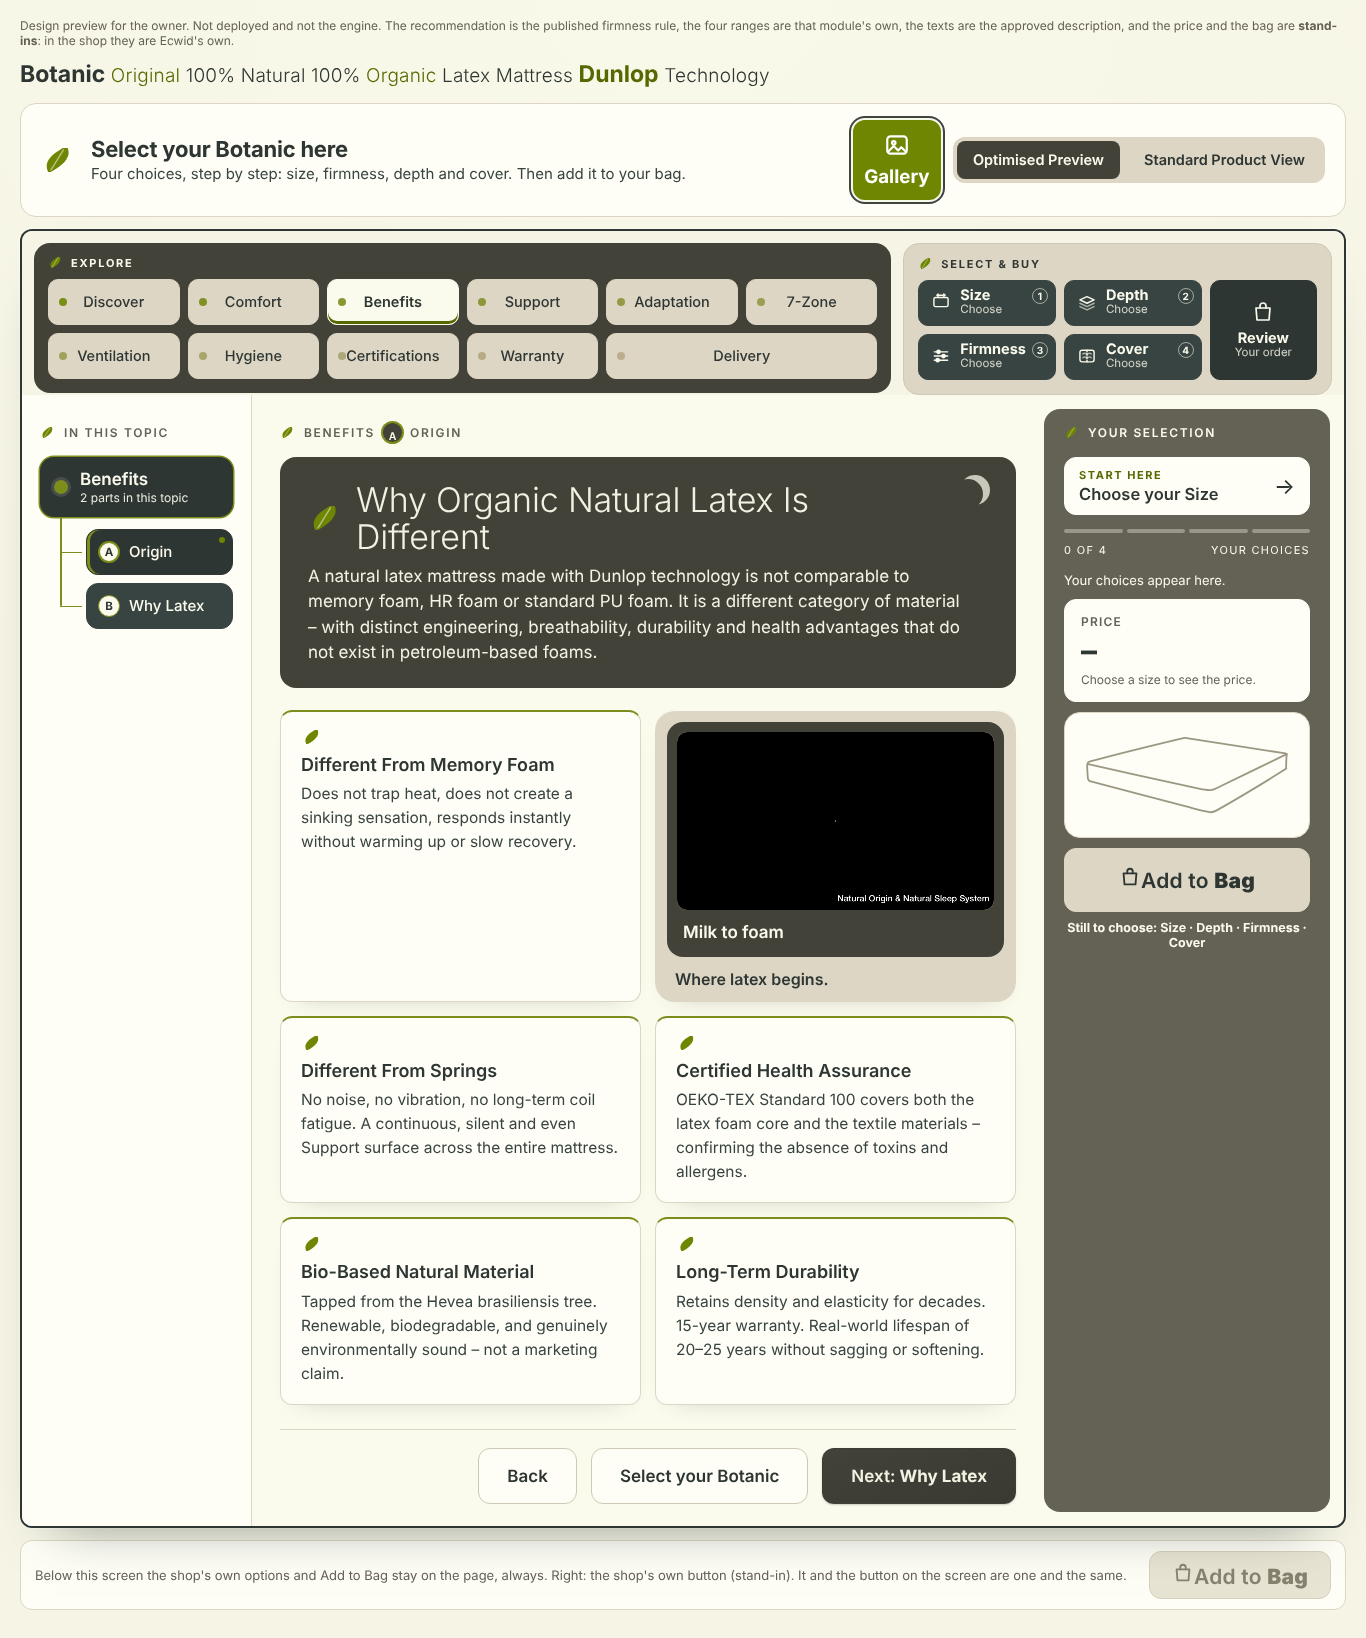 Design preview for the owner. Not deployed and not the engine. The recommendation is the published firmness rule, the four ranges are that module's own, the texts are the approved description, and the price and the bag are stand-
ins: in the shop they are Ecwid's own.
Botanic Original 100% Natural 100% Organic Latex Mattress Dunlop Technology
Select your Botanic here
Four choices, step by step: size, firmness, depth and cover. Then add it to your bag.
Gallery
Optimised Preview
Standard Product View
EXPLORE
Discover
Comfort
Benefits
Support
Adaptation
7-Zone
Ventilation
Hygiene
Certifications
Warranty
Delivery
SELECT & BUY
Size
Choose
1
Depth
Choose
2
Firmness
Choose
3
Cover
Choose
4
Review
Your order
IN THIS TOPIC
Benefits
2 parts in this topic
A Origin
B Why Latex
BENEFITS A ORIGIN
Why Organic Natural Latex Is
Different
A natural latex mattress made with Dunlop technology is not comparable to
memory foam, HR foam or standard PU foam. It is a different category of material
– with distinct engineering, breathability, durability and health advantages that do
not exist in petroleum-based foams.
Different From Memory Foam
Does not trap heat, does not create a
sinking sensation, responds instantly
without warming up or slow recovery.
Natural Origin & Natural Sleep System
Milk to foam
Where latex begins.
Different From Springs
No noise, no vibration, no long-term coil
fatigue. A continuous, silent and even
Support surface across the entire mattress.
Certified Health Assurance
OEKO-TEX Standard 100 covers both the
latex foam core and the textile materials –
confirming the absence of toxins and
allergens.
Bio-Based Natural Material
Tapped from the Hevea brasiliensis tree.
Renewable, biodegradable, and genuinely
environmentally sound – not a marketing
claim.
Long-Term Durability
Retains density and elasticity for decades.
15-year warranty. Real-world lifespan of
20–25 years without sagging or softening.
Back
Select your Botanic
Next: Why Latex
YOUR SELECTION
START HERE
Choose your Size
0 OF 4
YOUR CHOICES
Your choices appear here.
PRICE
–
Choose a size to see the price.
Add to Bag
Still to choose: Size · Depth · Firmness ·
Cover
Below this screen the shop's own options and Add to Bag stay on the page, always. Right: the shop's own button (stand-in). It and the button on the screen are one and the same.
Add to Bag